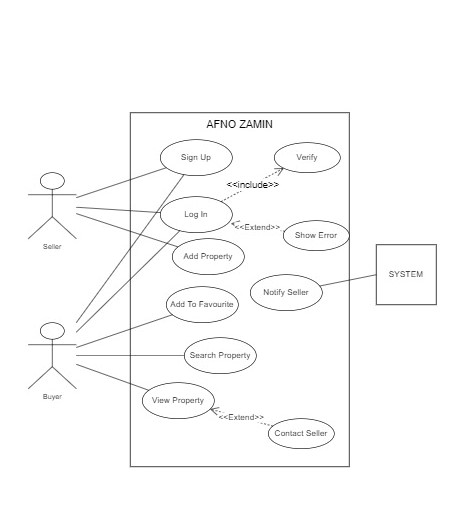 AFNO ZAMIN
Sign Up
Verify
<<include>>
Log In
<<Extend>>
Show Error
Seller
Add Property
SYSTEM
Notify Seller
Add To Favourite
Search Property
Buyer
View Property
<<Extend>>
Contact Seller